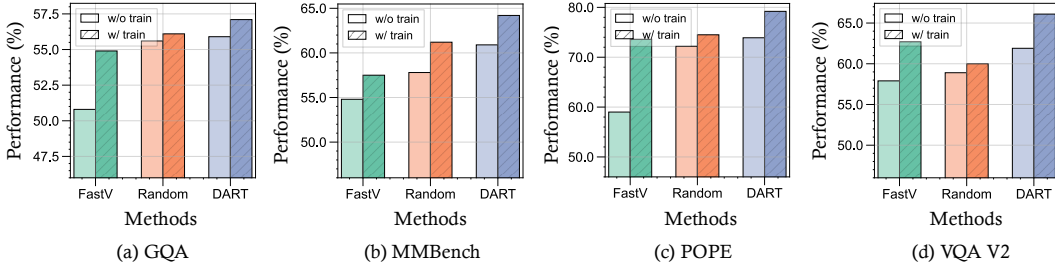 Performance (%)
57.5
55.0
52.5
50.0
47.5
w/o train
w/ train
FastV Random DART
Methods
(a) GQA
Performance (%)
65.0
60.0
55.0
50.0
w/o train
w/ train
FastV Random DART
Methods
(b) MMBench
Performance (%)
80.0
70.0
60.0
50.0
w/o train
w/ train
FastV Random DART
Methods
(c) POPE
Performance (%)
65.0
60.0
55.0
50.0
w/o train
w/ train
FastV Random DART
Methods
(d) VQA V2